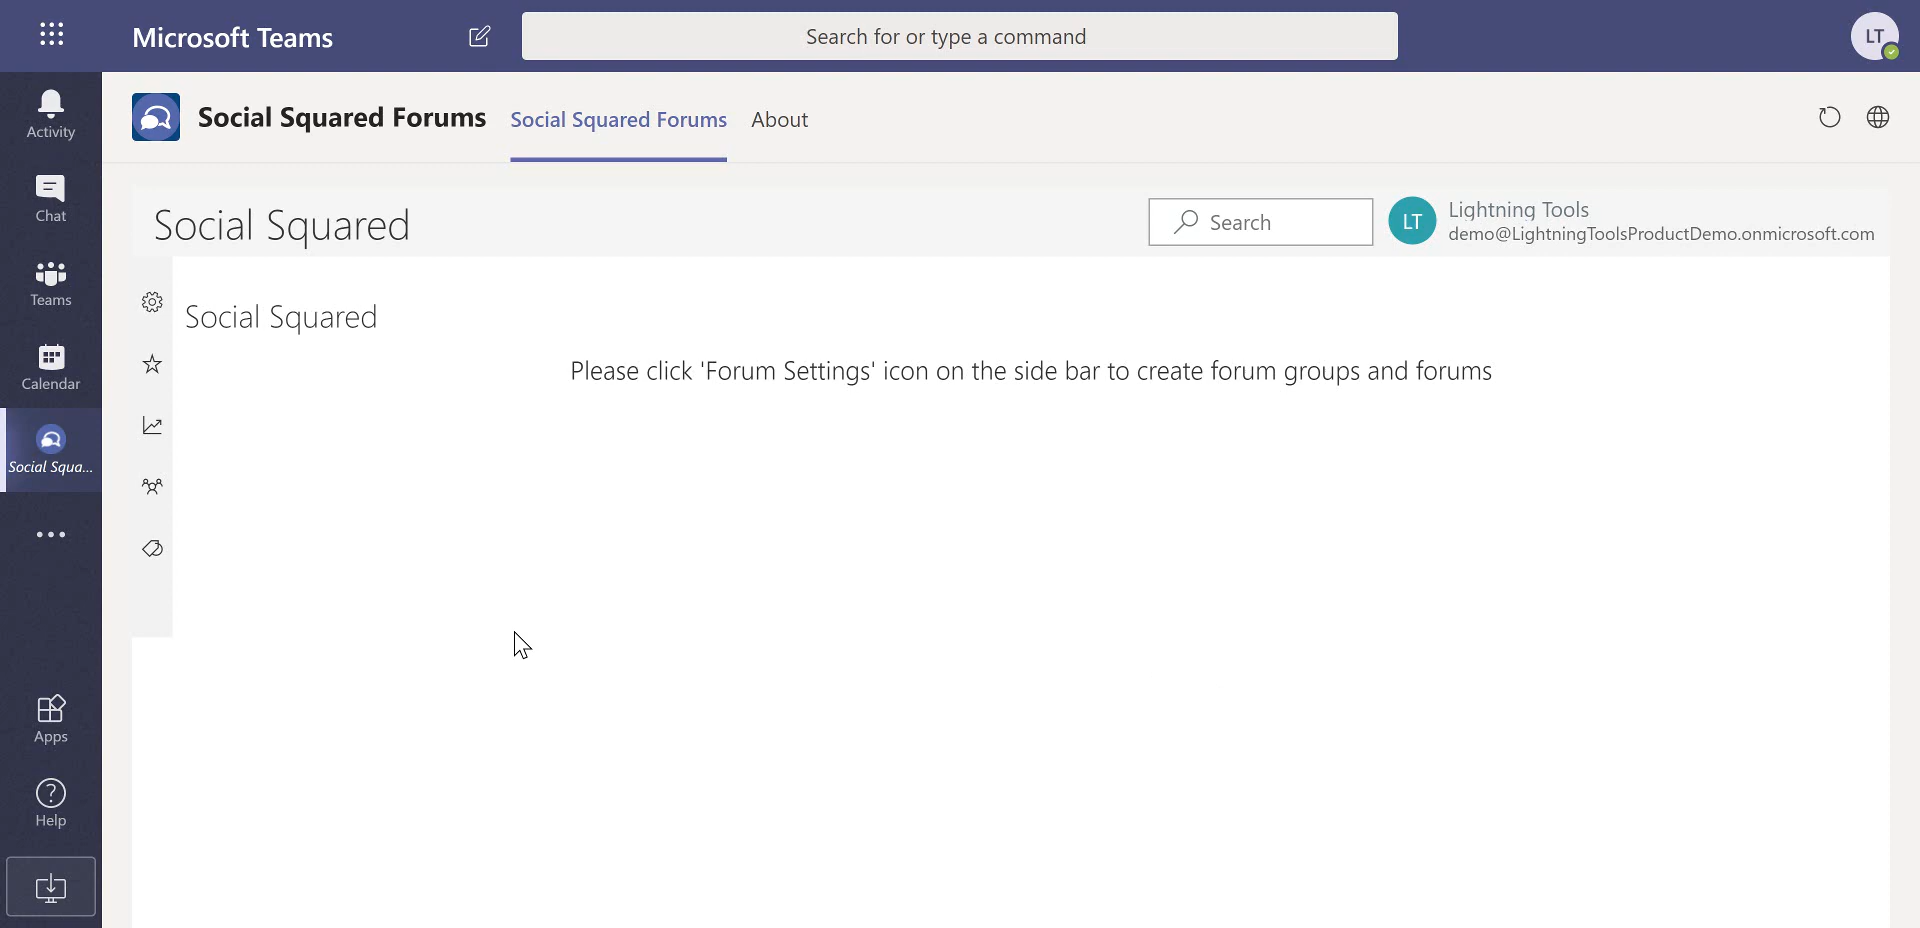 Microsoft Teams
Search for or type a command
LT
Activity
Chat
Teams
Calendar
Social Squa...
Apps
Help
Social Squared Forums
Social Squared Forums
About
Social Squared
Search
LT
Lightning Tools
demo@LightningToolsProductDemo.onmicrosoft.com
Social Squared
Please click 'Forum Settings' icon on the side bar to create forum groups and forums